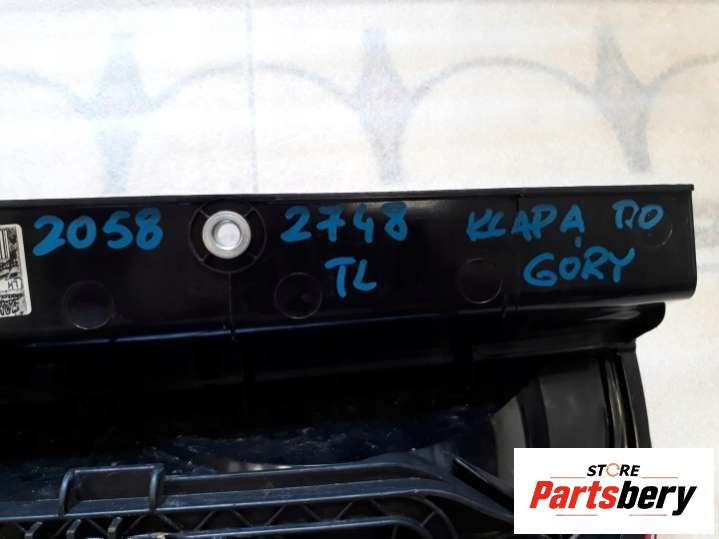 2058 2748 KLAPA DO
TL GÓRY
STORE
Partsbery